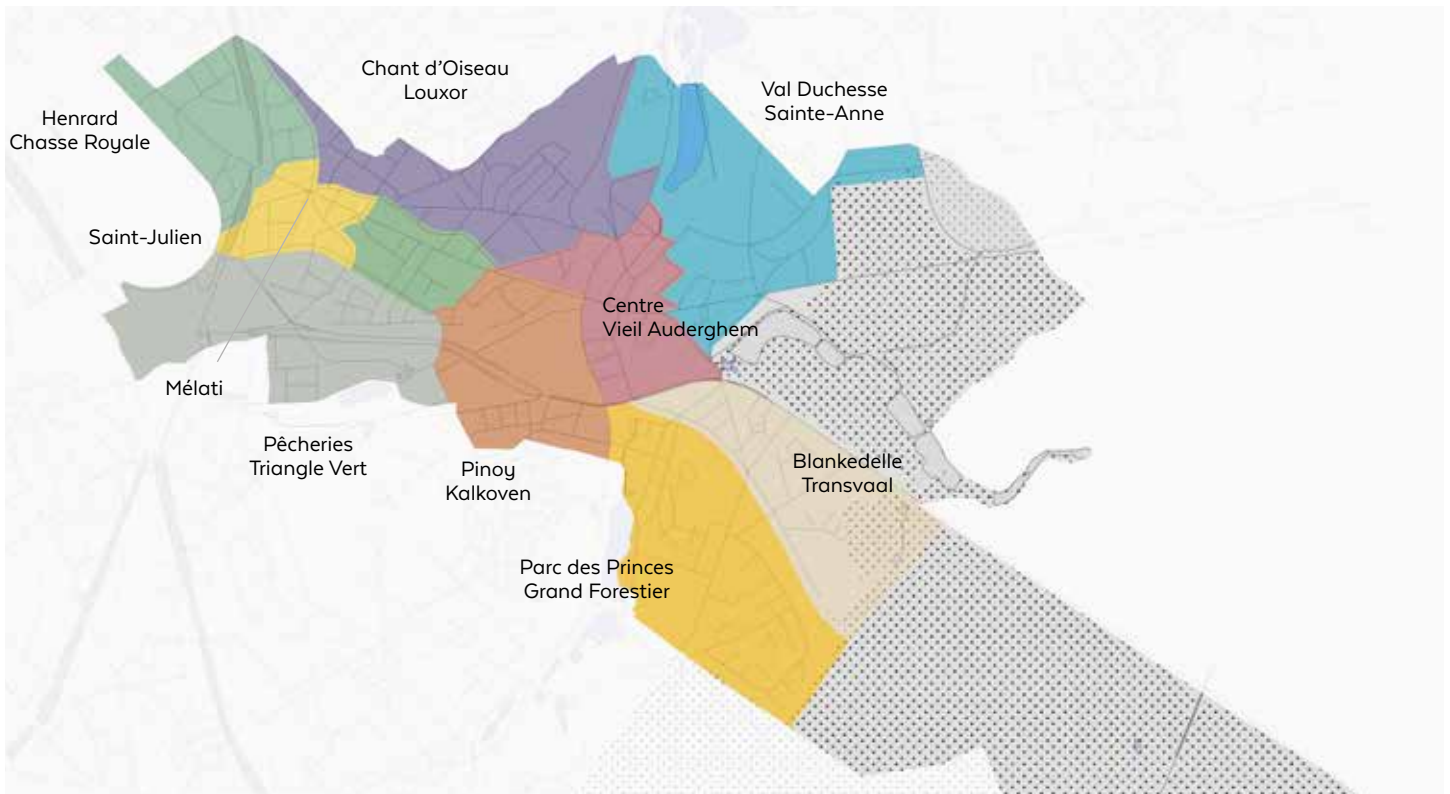 Chant d'Oiseau
Louxor
Val Duchesse
Sainte-Anne
Henrard
Chasse Royale
Saint-Julien
Centre
Vieil Auderghem
Mélati
Pêcheries
Triangle Vert
Pinoy
Kalkoven
Blankedelle
Transvaal
Parc des Princes
Grand Forestier